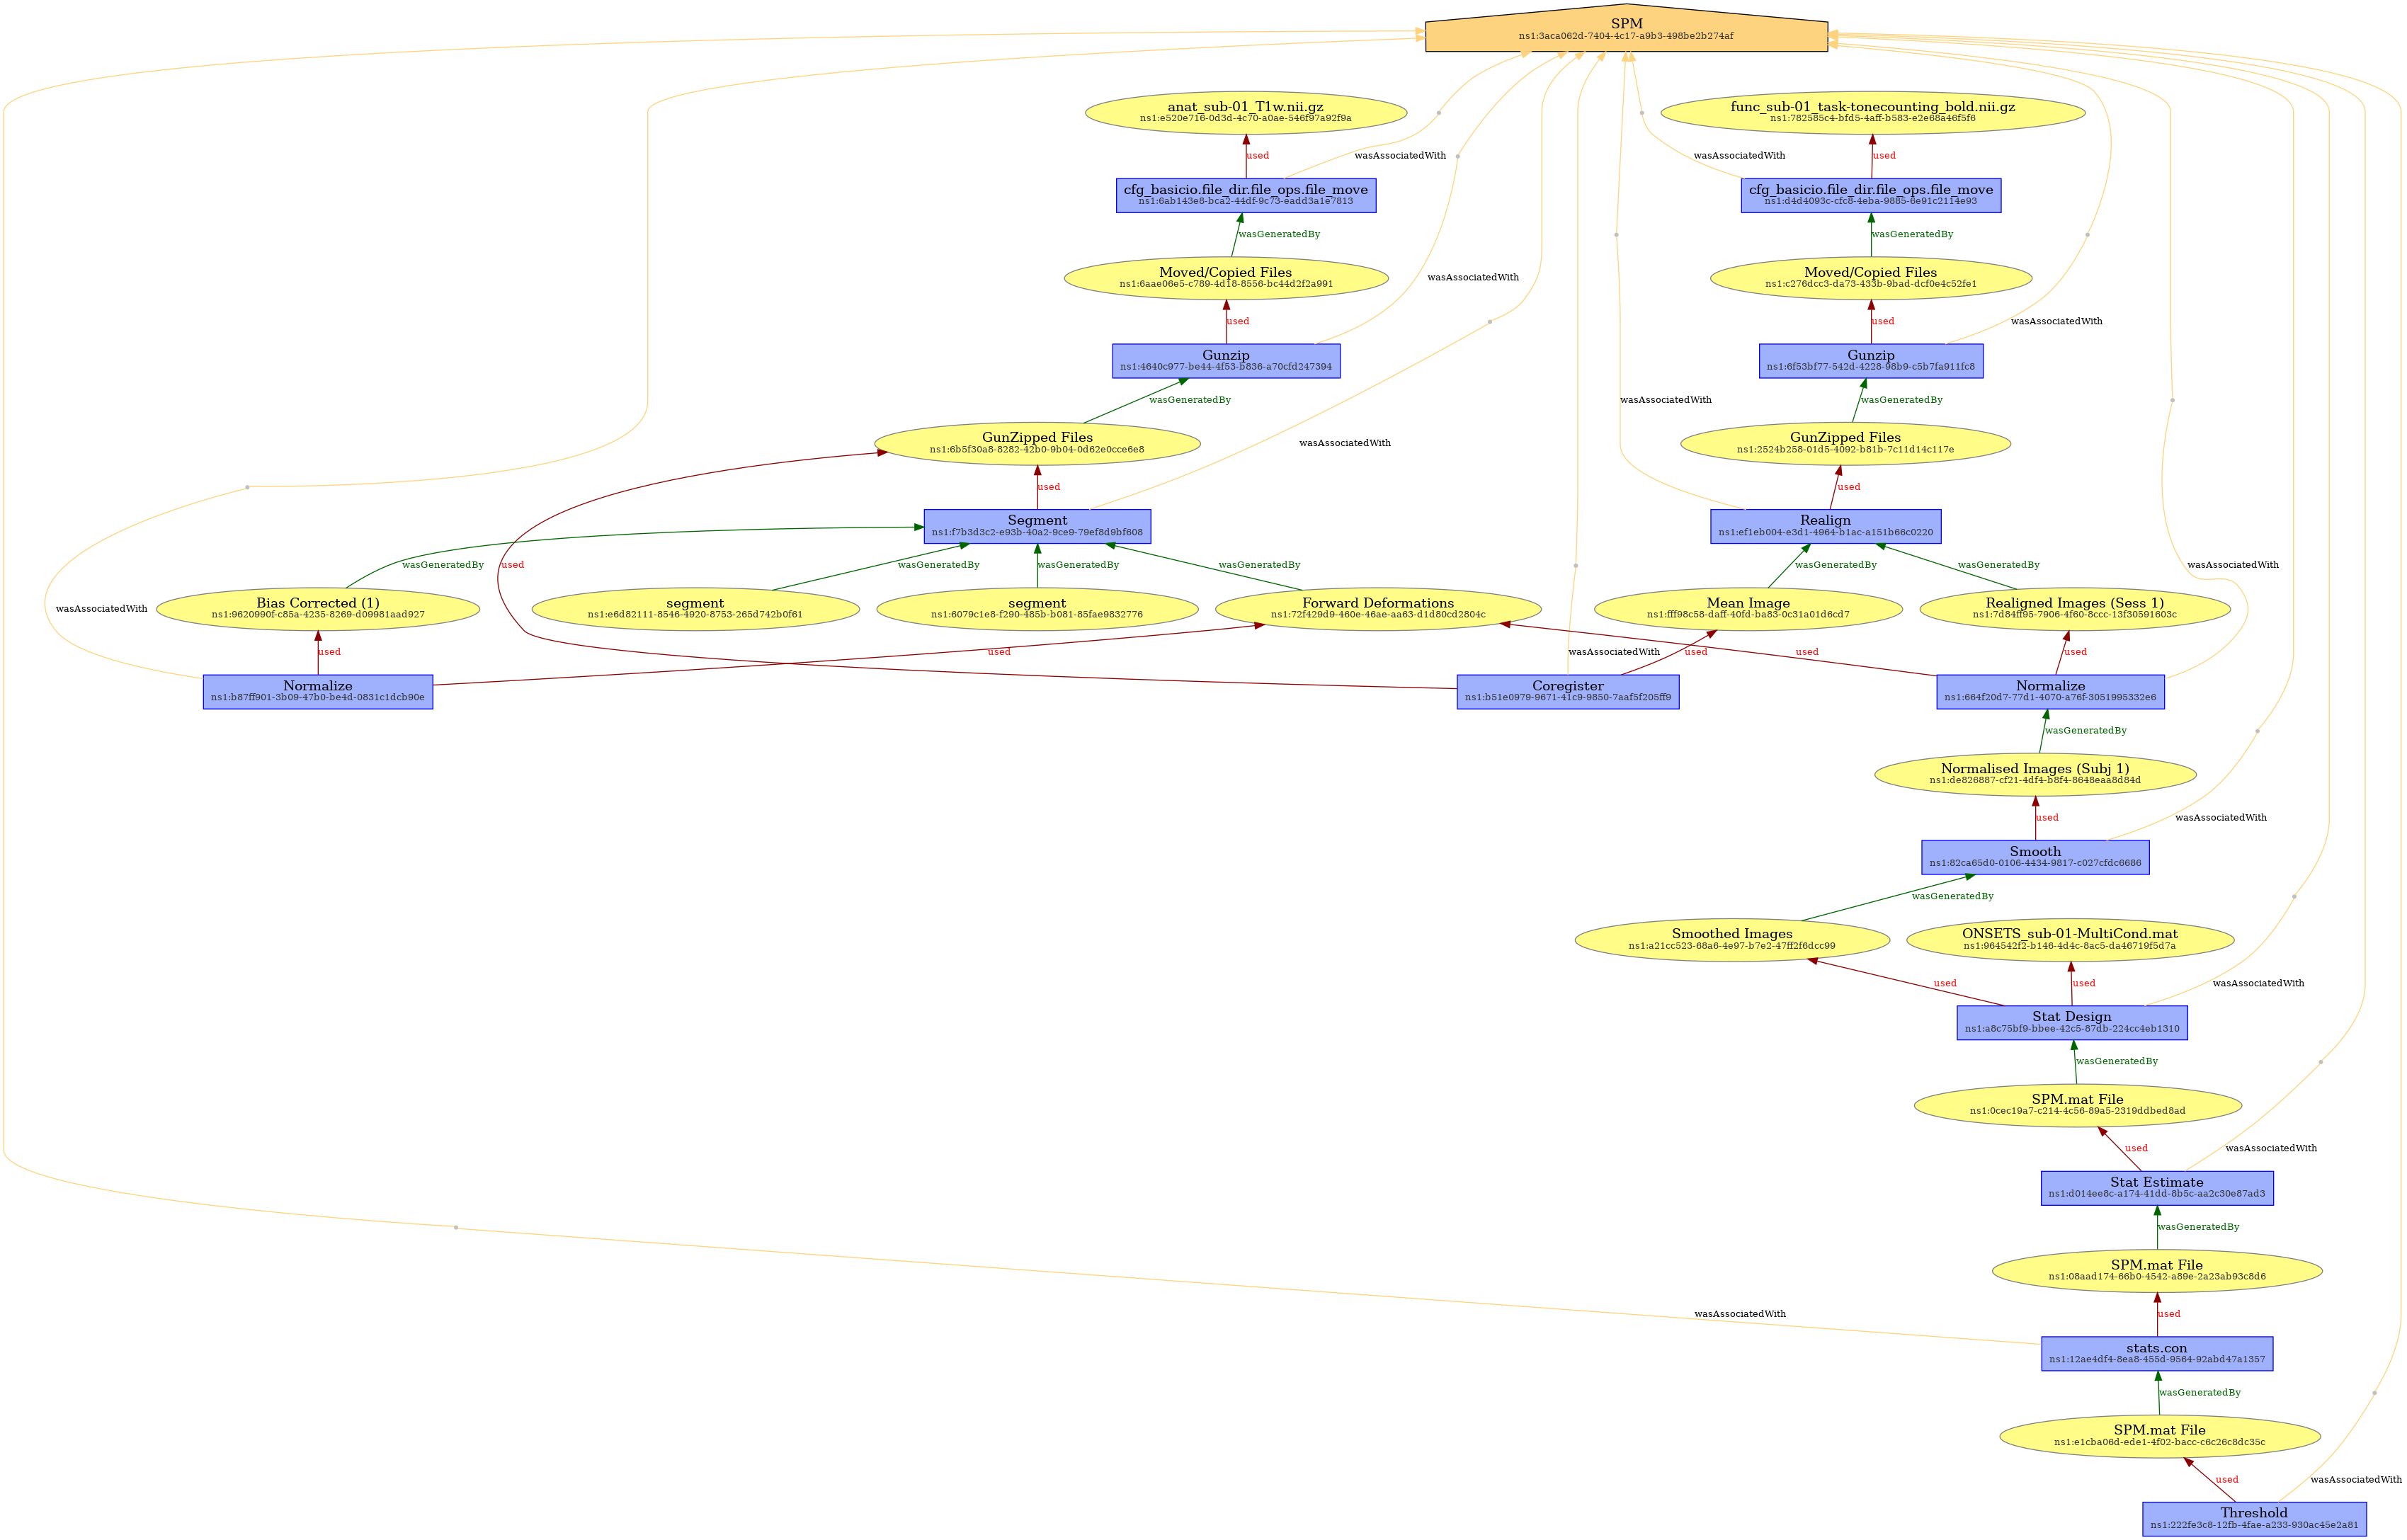 SPM
ns1:3aca062d-7404-4c17-a9b3-498be2b274af
anat_sub-01_T1w.nii.gz
ns1:e520e716-0d3d-4c70-a0ae-546f97a92f9a
func_sub-01_task-tonecounting_bold.nii.gz
ns1:782585c4-bfd5-4aff-b583-e2e68a46f5f6
used
wasAssociatedWith
wasAssociatedWith
used
cfg_basicio.file_dir.file_ops.file_move
ns1:6ab143e8-bca2-44df-9c73-eadd3a1e7813
cfg_basicio.file_dir.file_ops.file_move
ns1:d4d4093c-cfc8-4eba-9885-6e91c2114e93
wasGeneratedBy
wasGeneratedBy
Moved/Copied Files
ns1:6aae06e5-c789-4d18-8556-bc44d2f2a991
wasAssociatedWith
Moved/Copied Files
ns1:c276dcc3-da73-433b-9bad-dcf0e4c52fe1
used
used
wasAssociatedWith
Gunzip
ns1:4640c977-be44-4f53-b836-a70cfd247394
Gunzip
ns1:6f53bf77-542d-4228-98b9-c5b7fa911fc8
wasGeneratedBy
wasAssociatedWith
wasGeneratedBy
GunZipped Files
ns1:6b5f30a8-8282-42b0-9b04-0d62e0cce6e8
wasAssociatedWith
GunZipped Files
ns1:2524b258-01d5-4092-b81b-7c11d14c117e
used
used
Segment
ns1:f7b3d3c2-e93b-40a2-9ce9-79ef8d9bf608
Realign
ns1:ef1eb004-e3d1-4964-b1ac-a151b66c0220
wasGeneratedBy
used
wasGeneratedBy
wasGeneratedBy
wasGeneratedBy
wasGeneratedBy
wasGeneratedBy
wasAssociatedWith
wasAssociatedWith
Bias Corrected (1)
ns1:9620990f-c85a-4235-8269-d09981aad927
segment
ns1:e6d82111-8546-4920-8753-265d742b0f61
segment
ns1:6079c1e8-f290-485b-b081-85fae9832776
Forward Deformations
ns1:72f429d9-460e-46ae-aa63-d1d80cd2804c
Mean Image
ns1:fff98c58-daff-40fd-ba83-0c31a01d6cd7
Realigned Images (Sess 1)
ns1:7d84ff95-7906-4f60-8ccc-13f30591603c
used
used
wasAssociatedWith
used
used
used
Normalize
ns1:b87ff901-3b09-47b0-be4d-0831c1dcb90e
Coregister
ns1:b51e0979-9671-41c9-9850-7aaf5f205ff9
Normalize
ns1:664f20d7-77d1-4070-a76f-3051995332e6
wasGeneratedBy
Normalised Images (Subj 1)
ns1:de826887-cf21-4df4-b8f4-8648eaa8d84d
used
wasAssociatedWith
Smooth
ns1:82ca65d0-0106-4434-9817-c027cfdc6686
wasGeneratedBy
Smoothed Images
ns1:a21cc523-68a6-4e97-b7e2-47ff2f6dcc99
ONSETS_sub-01-MultiCond.mat
ns1:964542f2-b146-4d4c-8ac5-da46719f5d7a
used
used
wasAssociatedWith
Stat Design
ns1:a8c75bf9-bbee-42c5-87db-224cc4eb1310
wasGeneratedBy
SPM.mat File
ns1:0cec19a7-c214-4c56-89a5-2319ddbed8ad
used
wasAssociatedWith
Stat Estimate
ns1:d014ee8c-a174-41dd-8b5c-aa2c30e87ad3
wasGeneratedBy
SPM.mat File
ns1:08aad174-66b0-4542-a89e-2a23ab93c8d6
wasAssociatedWith
used
stats.con
ns1:12ae4df4-8ea8-455d-9564-92abd47a1357
wasGeneratedBy
SPM.mat File
ns1:e1cba06d-ede1-4f02-bacc-c6c26c8dc35c
used
wasAssociatedWith
Threshold
ns1:222fe3c8-12fb-4fae-a233-930ac45e2a81